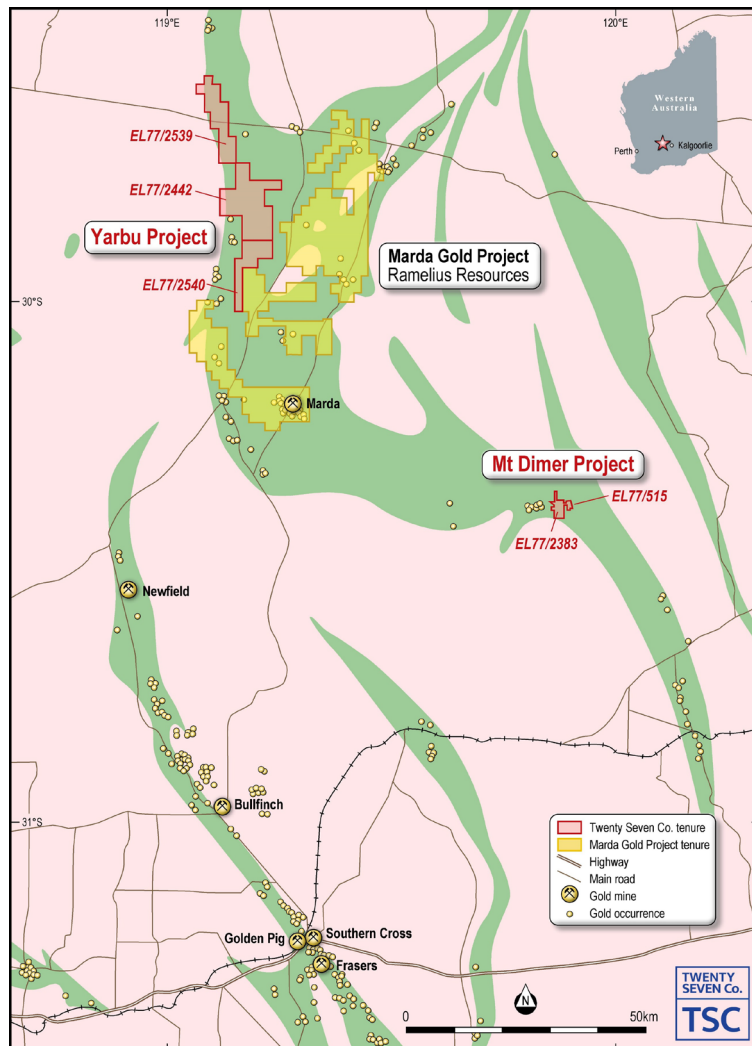 119°E
120°E
Western
Australia
Perth
Kalgoorlie
EL77/2539
EL77/2442
Yarbu Project
Marda Gold Project
Ramelius Resources
EL77/2540
30°S
Marda
Mt Dimer Project
EL77/515
EL77/2383
Newfield
Bullfinch
31°S
Twenty Seven Co. tenure
Marda Gold Project tenure
Highway
Main road
Gold mine
Gold occurrence
Golden Pig
Southern Cross
Frasers
N
0
50km
TWENTY
SEVEN Co.
TSC